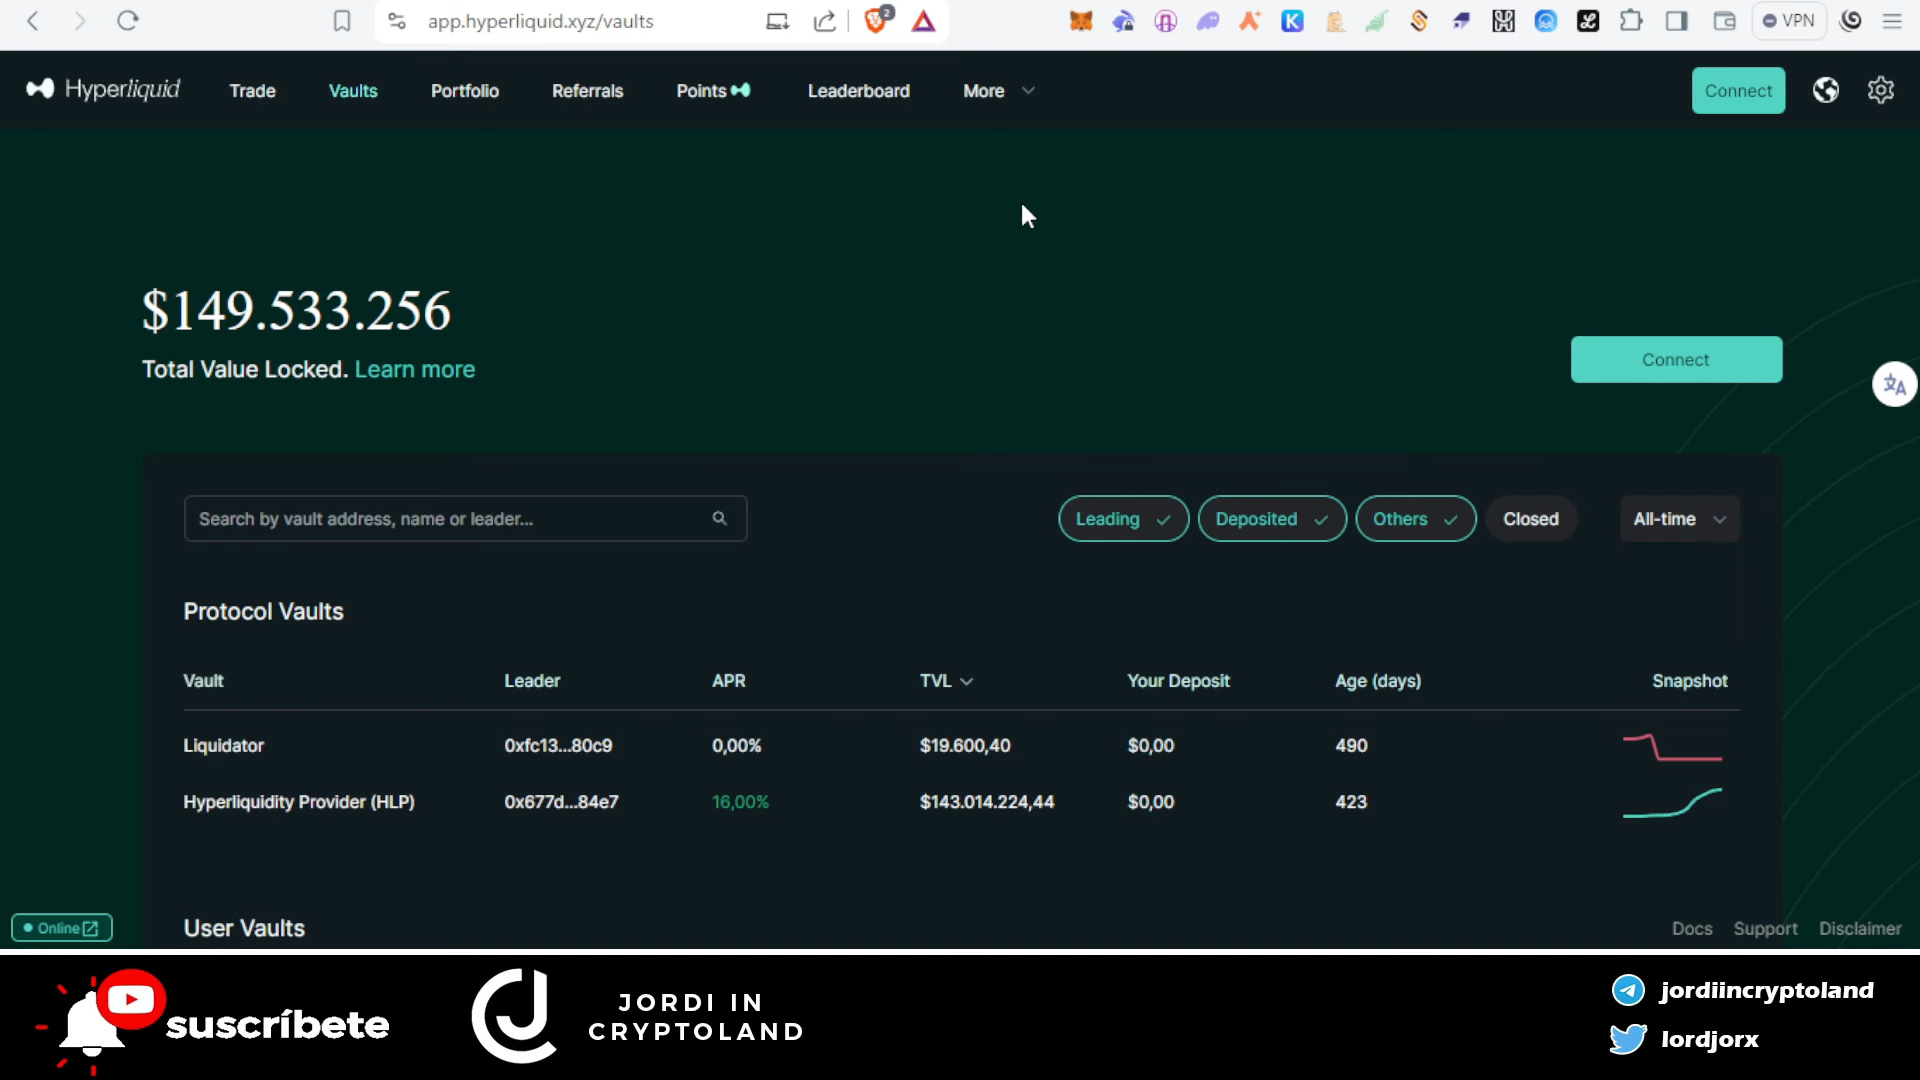 app.hyperliquid.xyz/vaults
2
VPN
Hyperliquid
Trade
Vaults
Portfolio
Referrals
Points
Leaderboard
More
Connect
$149.533.256
Total Value Locked. Learn more
Connect
Search by vault address, name or leader...
Leading
Deposited
Others
Closed
All-time
Protocol Vaults
Vault Leader APR TVL Your Deposit Age (days) Snapshot
Liquidator 0xfc13...80c9 0,00% $19.600,40 $0,00 490
Hyperliquidity Provider (HLP) 0x677d...84e7 16,00% $143.014.224,44 $0,00 423
Online
User Vaults
Docs Support Disclaimer
suscríbete
JORDI IN
CRYPTOLAND
jordiincryptoland
lordjorx